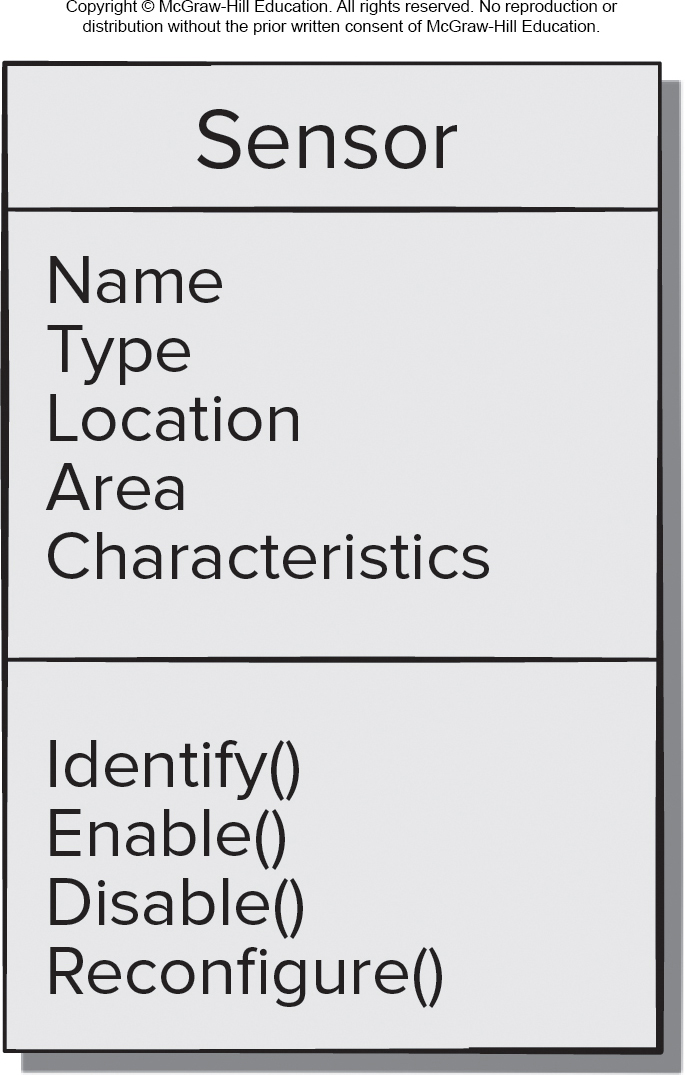 Copyright © McGraw-Hill Education. All rights reserved. No reproduction or
distribution without the prior written consent of McGraw-Hill Education.
Sensor
Name
Type
Location
Area
Characteristics
Identify()
Enable()
Disable()
Reconfigure()